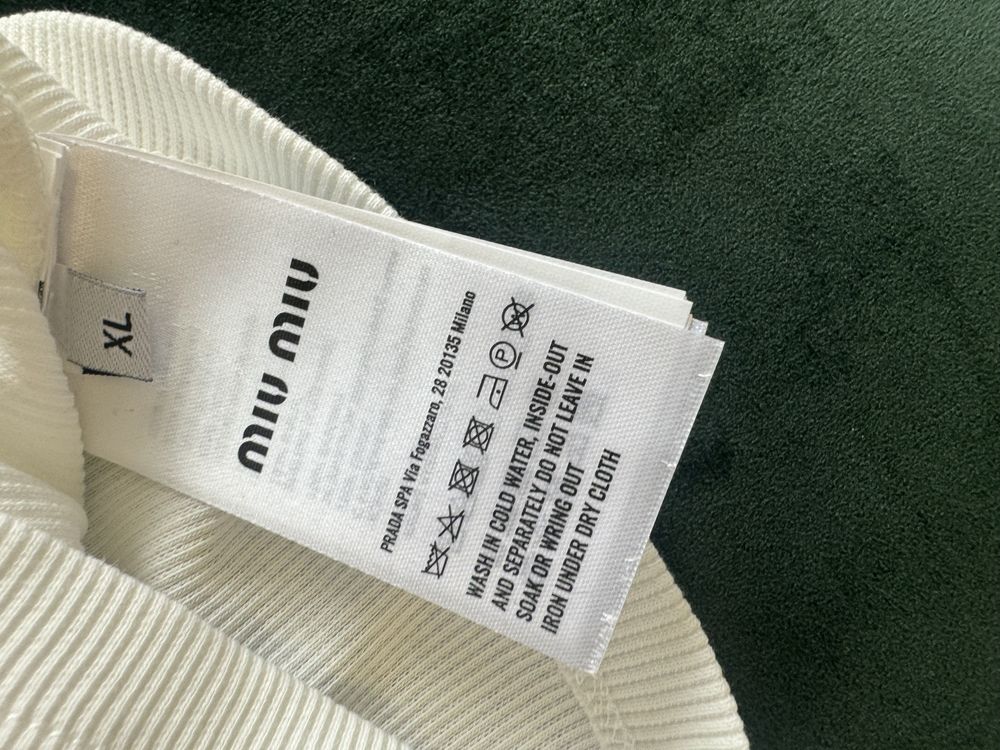 XL
MIU MIU
PRADA SPA Via Fogazzaro, 28 20135 Milano
P
WASH IN COLD WATER, INSIDE-OUT
AND SEPARATELY DO NOT LEAVE IN
SOAK OR WRING OUT
IRON UNDER DRY CLOTH